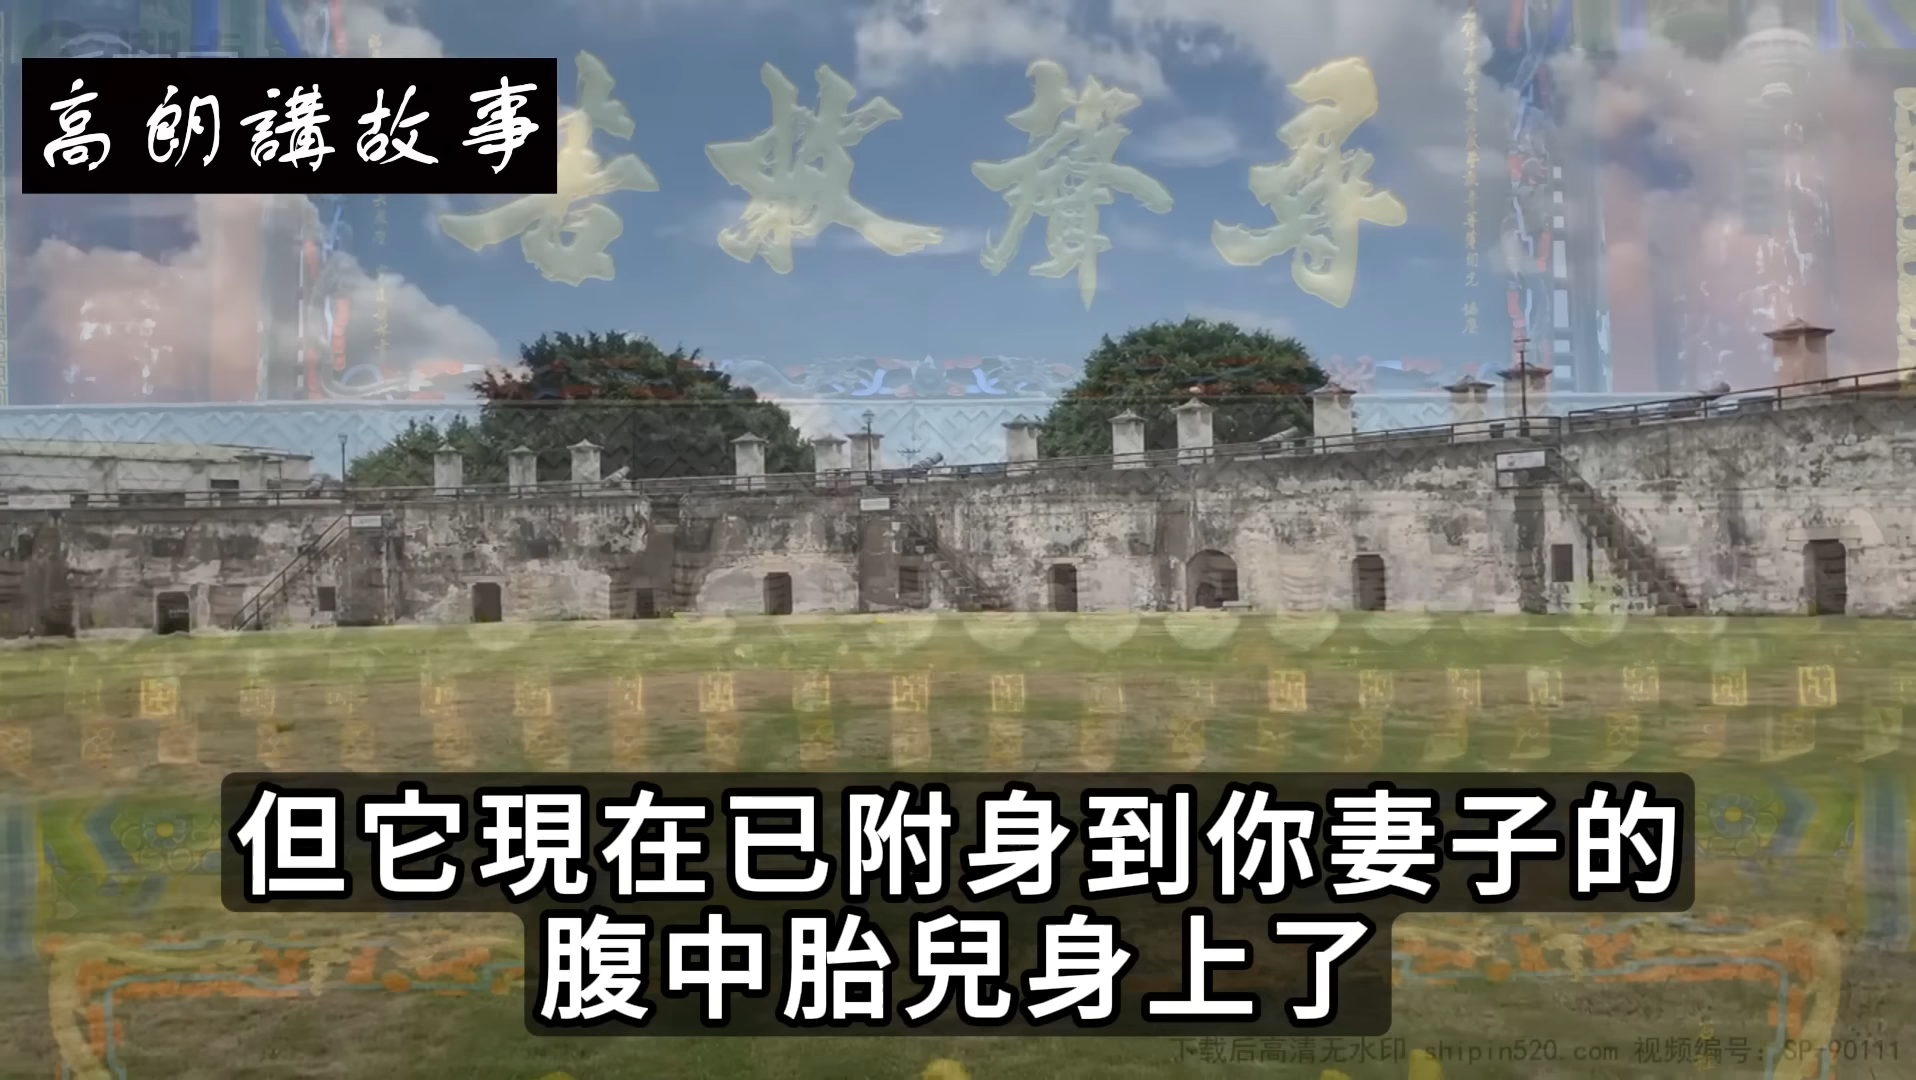 高朗講故事
尋聲救苦
但它現在已附身到你妻子的
腹中胎兒身上了
下载后高清无水印 shipin520.com 视频编号：SP-90111